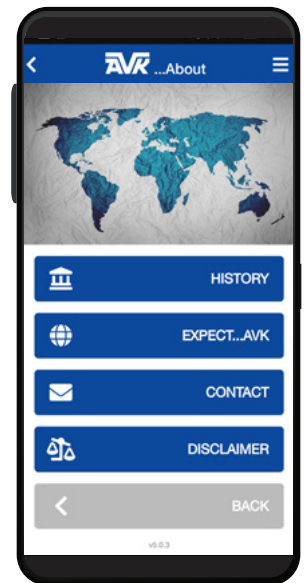 AVK ...About
HISTORY
EXPECT...AVK
CONTACT
DISCLAIMER
BACK
v5.0.3